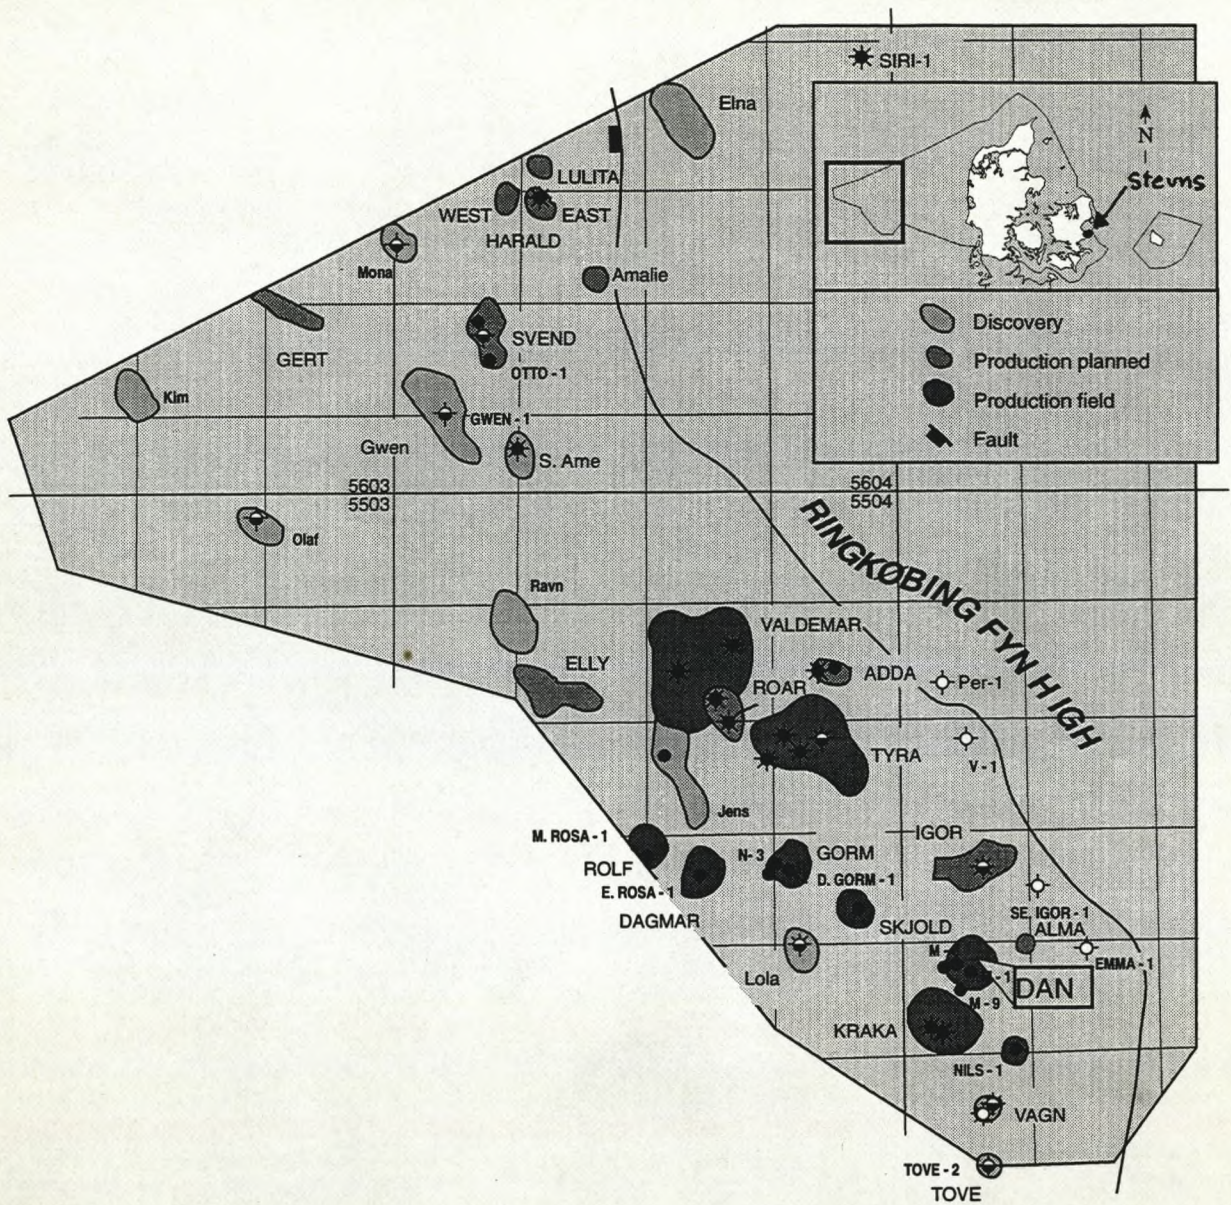 SIRI-1
Elna
N
Stevns
LULITA
WEST
EAST
HARALD
Mona
Amalie
Discovery
Production planned
Production field
Fault
SVEND
OTTO - 1
GERT
Kim
GWEN - 1
Gwen
S. Arne
5603
5503
5604
5504
RINGKØBING FYN HIGH
Olaf
Ravn
VALDEMAR
ELLY
ADDA
Per-1
ROAR
TYRA
V - 1
Jens
M. ROSA - 1
IGOR
N - 3
GORM
ROLF
D. GORM - 1
E. ROSA - 1
DAGMAR
SKJOLD
SE. IGOR - 1
ALMA
M -
EMMA - 1
Lola
- 1
DAN
M - 9
KRAKA
NILS - 1
VAGN
TOVE - 2
TOVE